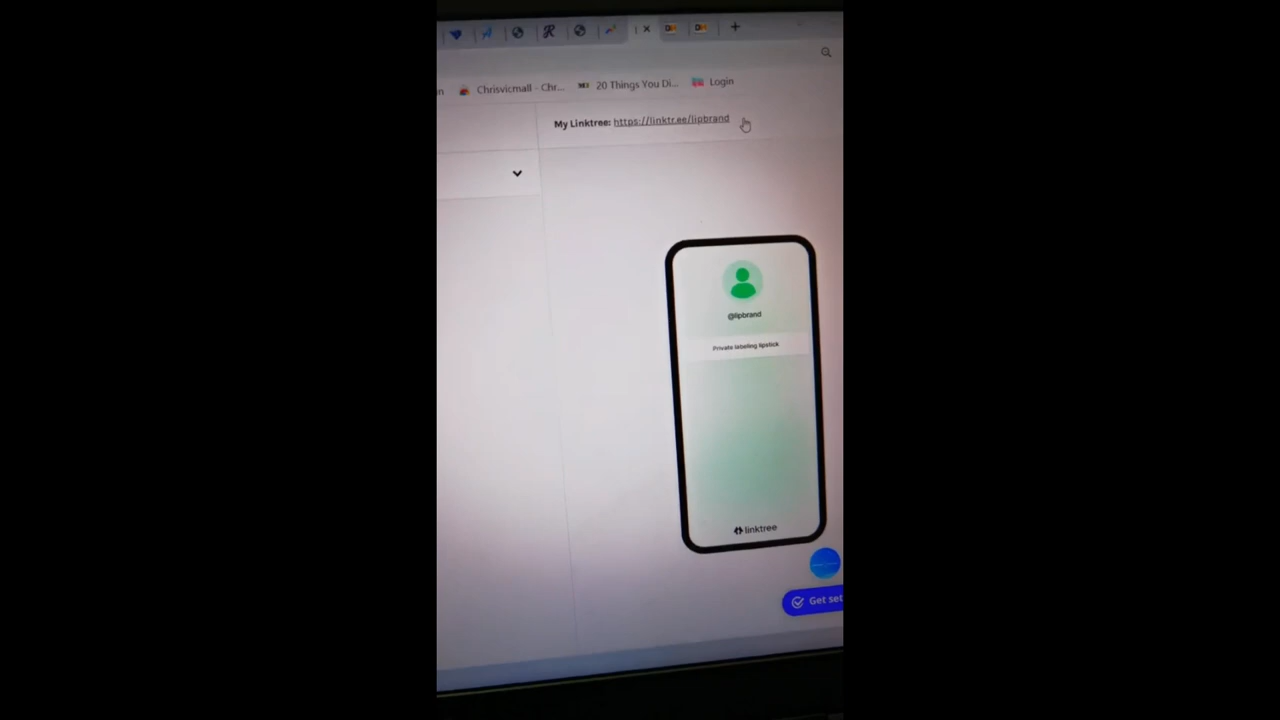 Chrisvicmall - Chr...
20 Things You Di...
Login
My Linktree: https://linktr.ee/lipbrand
@lipbrand
Private labeling lipstick
linktree
Get set